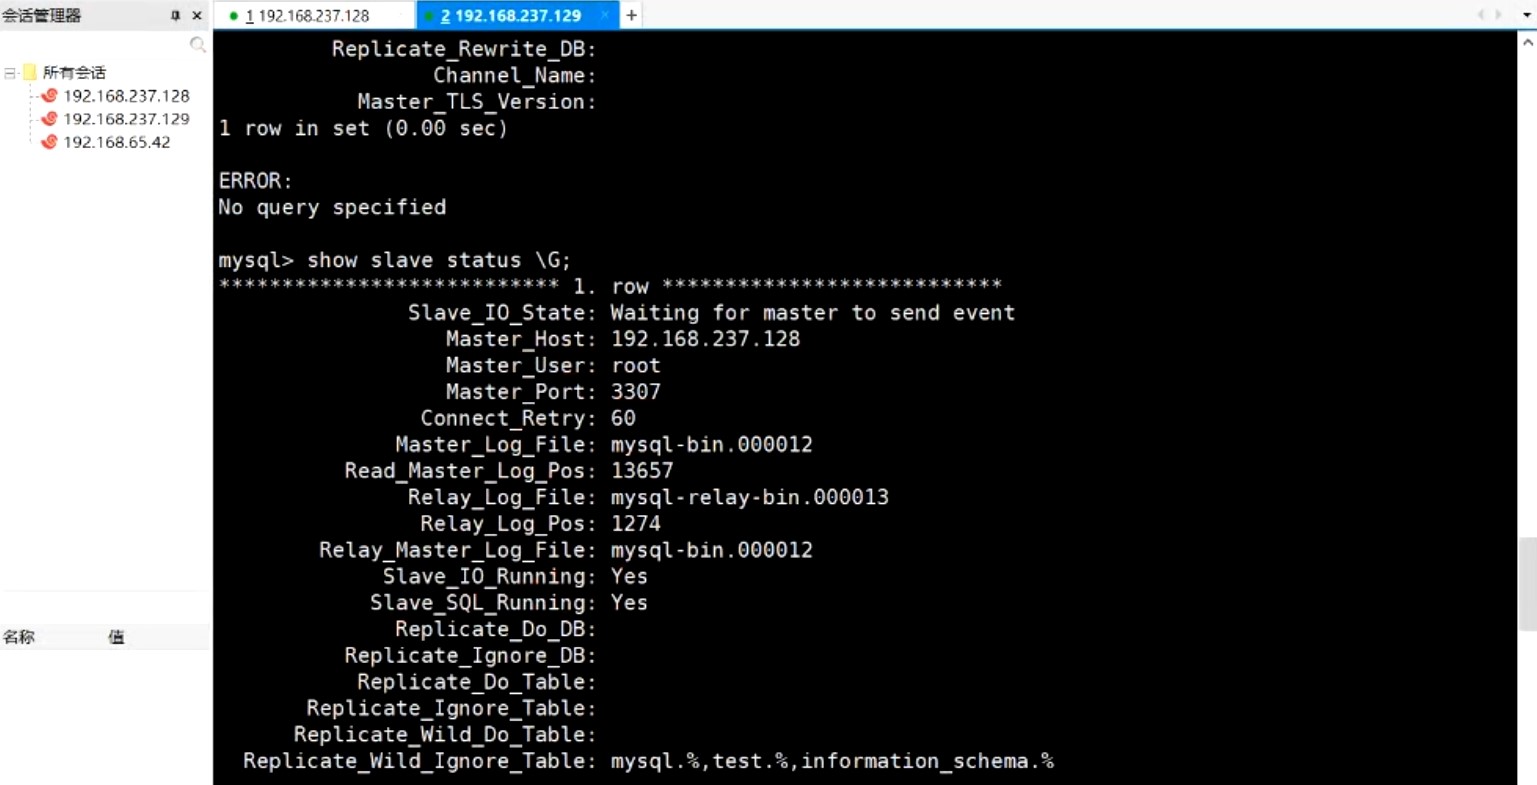 会话管理器
1 192.168.237.128
2 192.168.237.129
所有会话
192.168.237.128
192.168.237.129
192.168.65.42
名称 值
Replicate_Rewrite_DB:
Channel_Name:
Master_TLS_Version:
1 row in set (0.00 sec)
ERROR:
No query specified
mysql> show slave status \G;
*************************** 1. row ***************************
Slave_IO_State: Waiting for master to send event
Master_Host: 192.168.237.128
Master_User: root
Master_Port: 3307
Connect_Retry: 60
Master_Log_File: mysql-bin.000012
Read_Master_Log_Pos: 13657
Relay_Log_File: mysql-relay-bin.000013
Relay_Log_Pos: 1274
Relay_Master_Log_File: mysql-bin.000012
Slave_IO_Running: Yes
Slave_SQL_Running: Yes
Replicate_Do_DB:
Replicate_Ignore_DB:
Replicate_Do_Table:
Replicate_Ignore_Table:
Replicate_Wild_Do_Table:
Replicate_Wild_Ignore_Table: mysql.%,test.%,information_schema.%